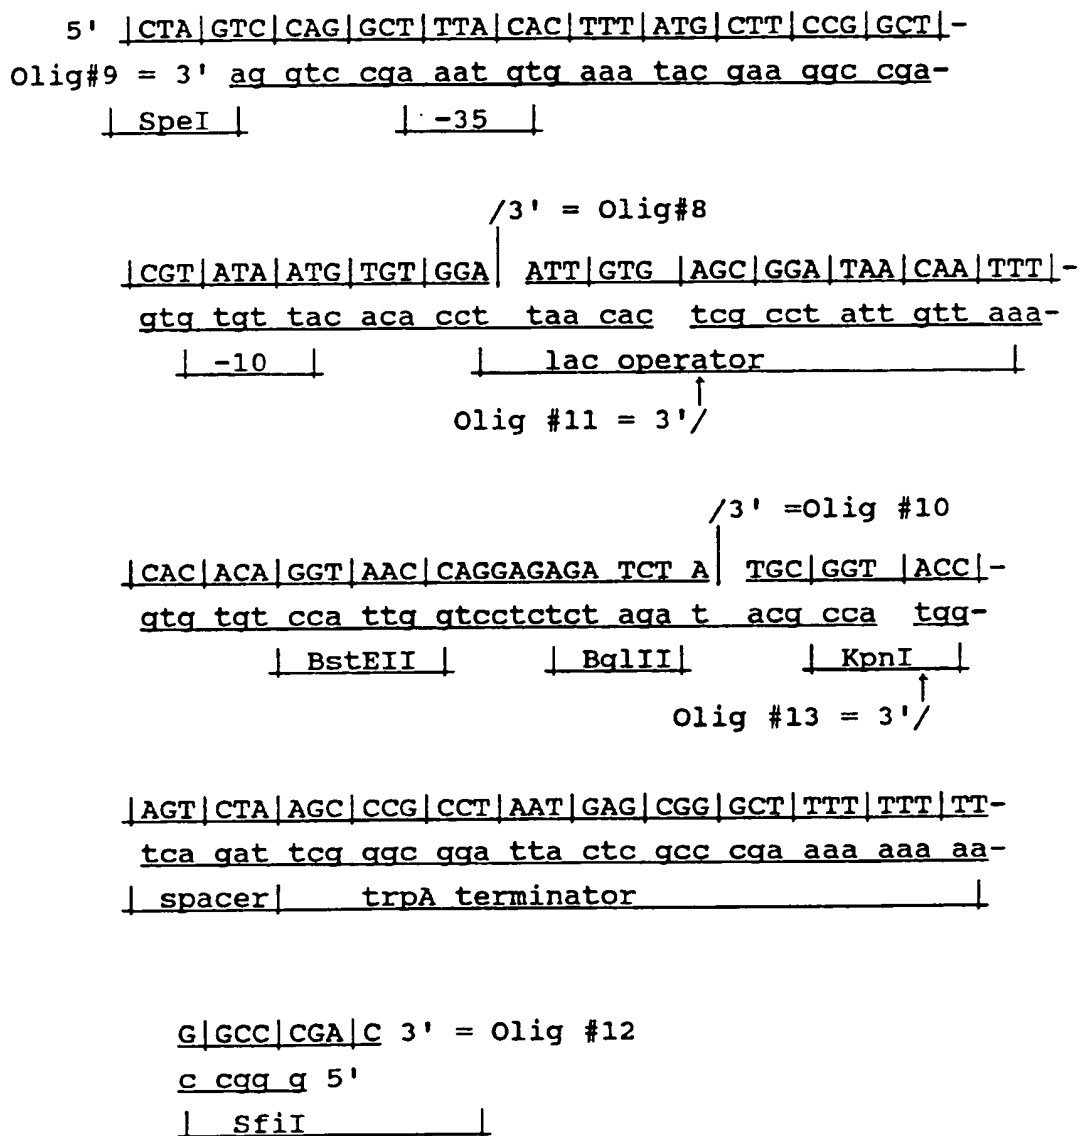 5' |CTA|GTC|CAG|GCT|TTA|CAC|TTT|ATG|CTT|CCG|GCT|-
Olig#9 = 3' ag gtc cga aat gtg aaa tac gaa ggc cga-
| SpeI | | -35 |
/3' = Olig#8
|CGT|ATA|ATG|TGT|GGA| ATT|GTG |AGC|GGA|TAA|CAA|TTT|-
gtg tgt tac aca cct taa cac tcg cct att gtt aaa-
| -10 | | lac operator |
↑
Olig #11 = 3'/
/3' =Olig #10
|CAC|ACA|GGT|AAC|CAGGAGAGA TCT A| TGC|GGT |ACC|-
gtg tgt cca ttg gtcctctct aga t acg cca tgg-
| BstEII | | BglII| | KpnI |
↑
Olig #13 = 3'/
|AGT|CTA|AGC|CCG|CCT|AAT|GAG|CGG|GCT|TTT|TTT|TT-
tca gat tcg ggc gga tta ctc gcc cga aaa aaa aa-
| spacer| trpA terminator |
G|GCC|CGA|C 3' = Olig #12
c cgg g 5'
| SfiI |